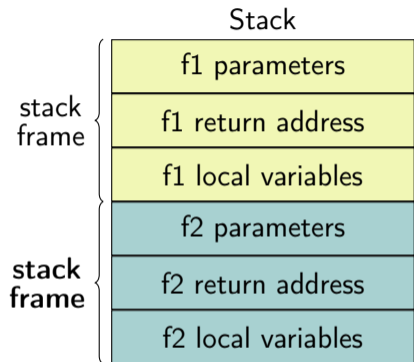 Stack
f1 parameters
stack
frame
f1 return address
f1 local variables
f2 parameters
stack
frame
f2 return address
f2 local variables